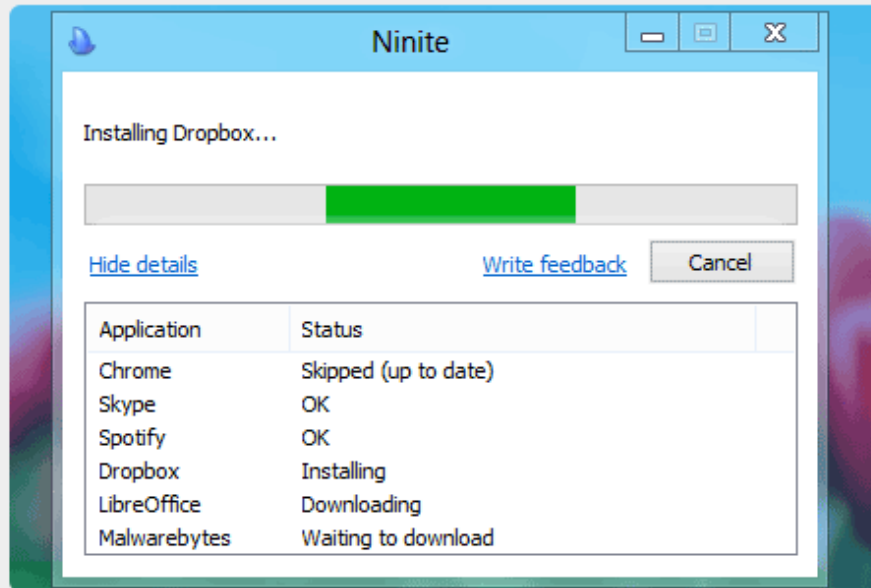 Ninite
Installing Dropbox...
Hide details Write feedback Cancel
Application Status
Chrome Skipped (up to date)
Skype OK
Spotify OK
Dropbox Installing
LibreOffice Downloading
Malwarebytes Waiting to download